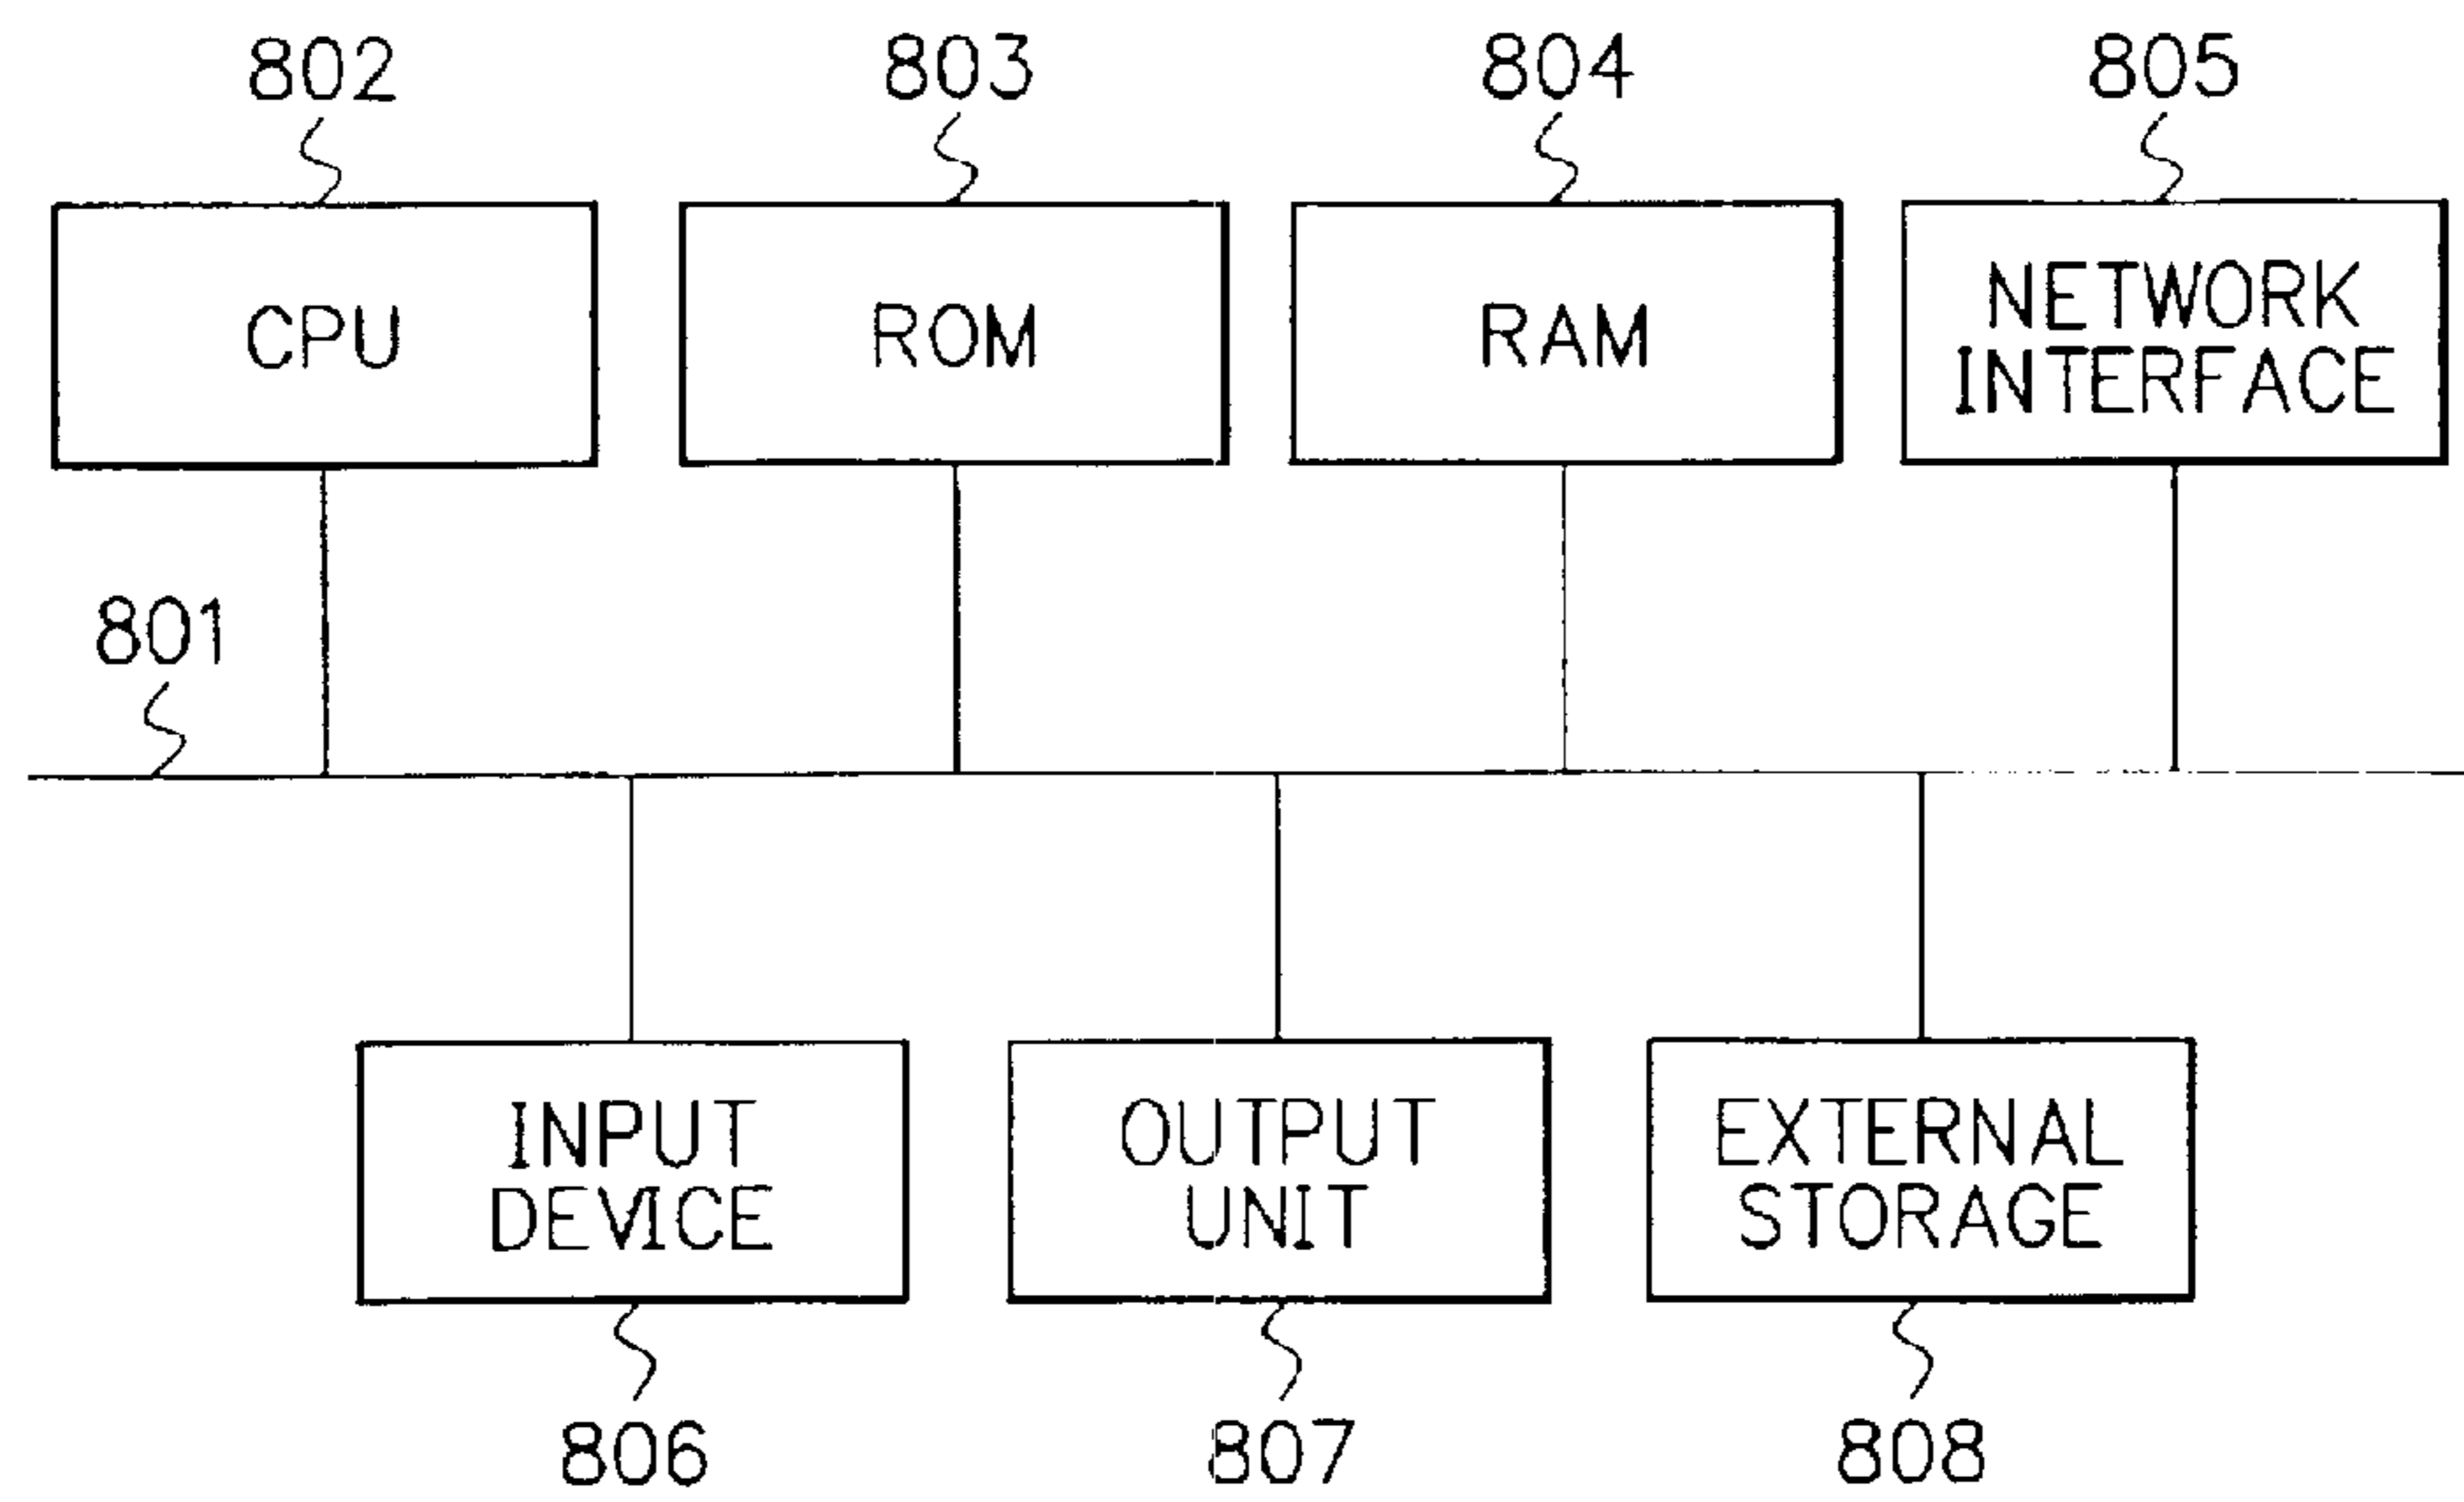 802
803
804
805
CPU
ROM
RAM
NETWORK
INTERFACE
801
INPUT
DEVICE
OUTPUT
UNIT
EXTERNAL
STORAGE
806
807
808